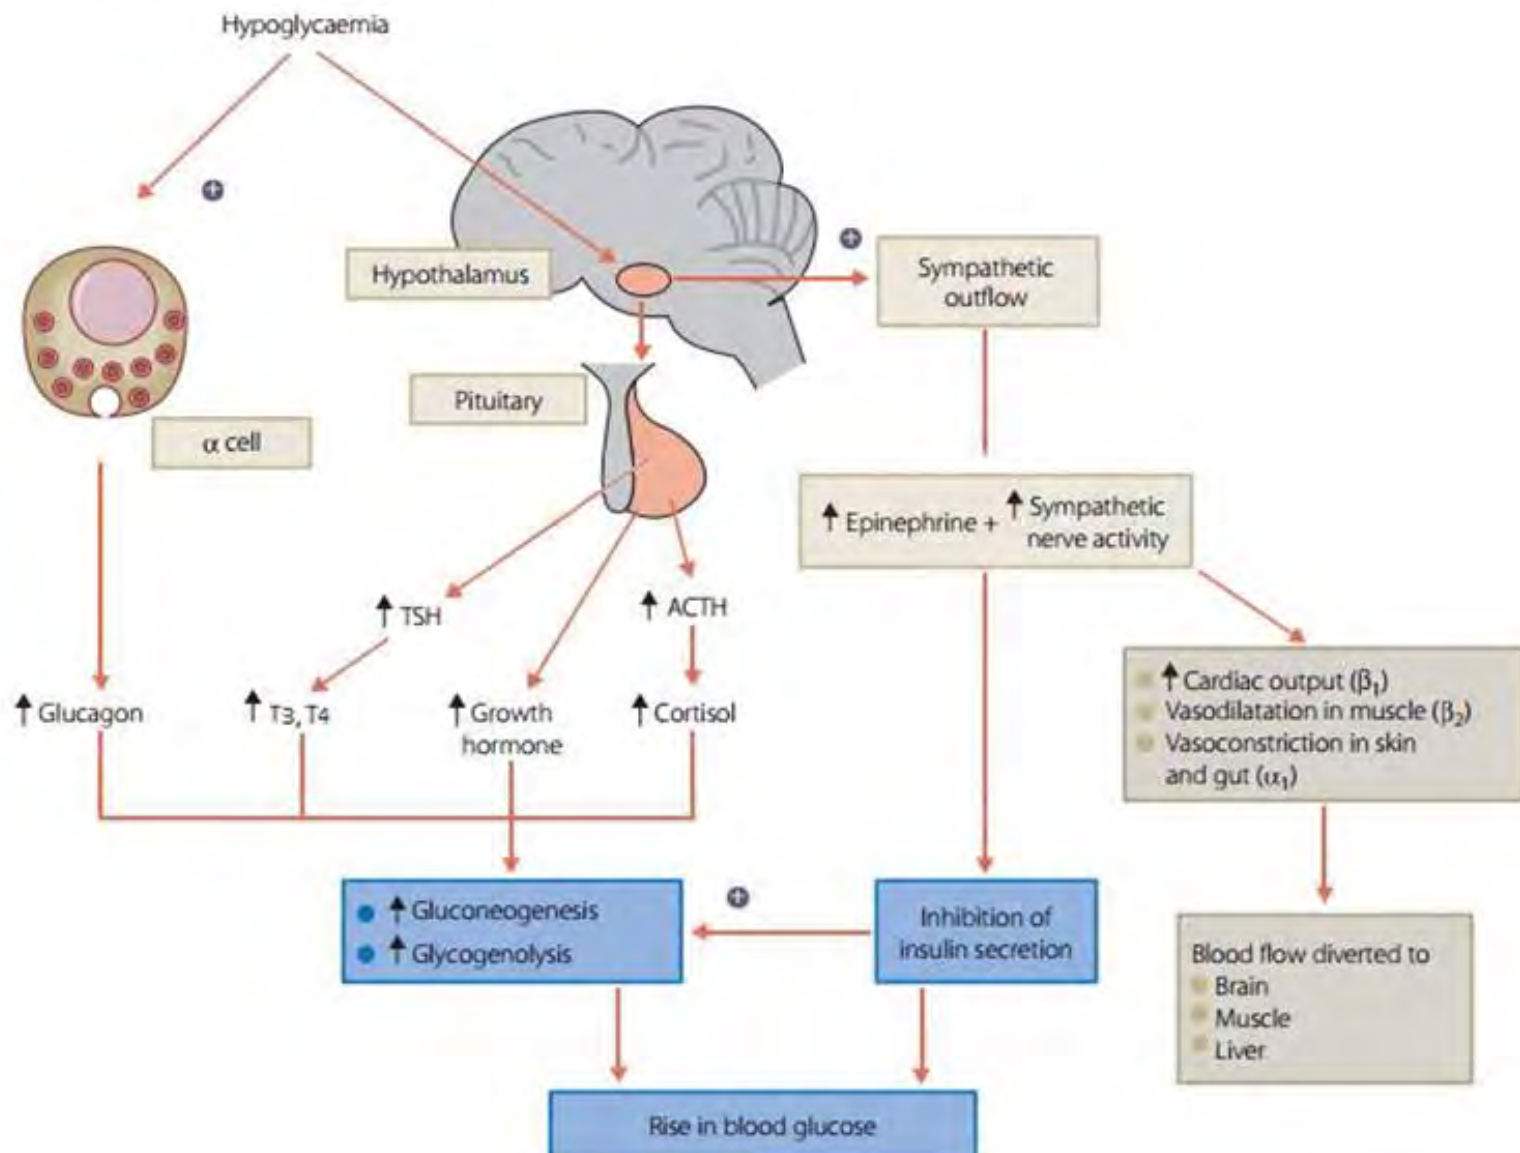 Hypoglycaemia
+
+
Hypothalamus
Sympathetic
outflow
Pituitary
α cell
↑ Epinephrine + ↑ Sympathetic
nerve activity
↑ TSH
↑ ACTH
↑ Glucagon
↑ T3, T4
↑ Growth
hormone
↑ Cortisol
↑ Cardiac output (β₁)
Vasodilatation in muscle (β₂)
Vasoconstriction in skin
and gut (α₁)
↑ Gluconeogenesis
↑ Glycogenolysis
+
Inhibition of
insulin secretion
Blood flow diverted to
Brain
Muscle
Liver
Rise in blood glucose